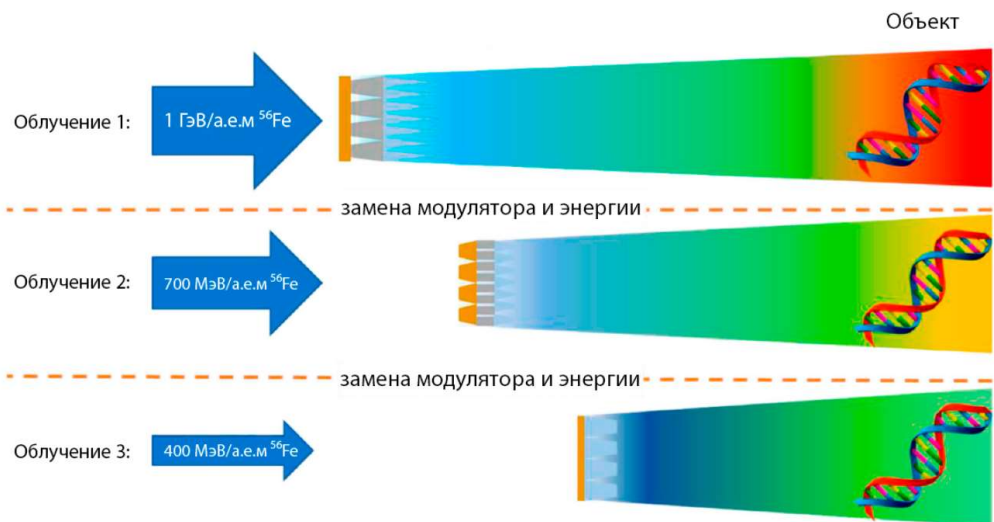 Объект
Облучение 1:
1 ГэВ/а.е.м ⁵⁶Fe
замена модулятора и энергии
Облучение 2:
700 МэВ/а.е.м ⁵⁶Fe
замена модулятора и энергии
Облучение 3:
400 МэВ/а.е.м ⁵⁶Fe